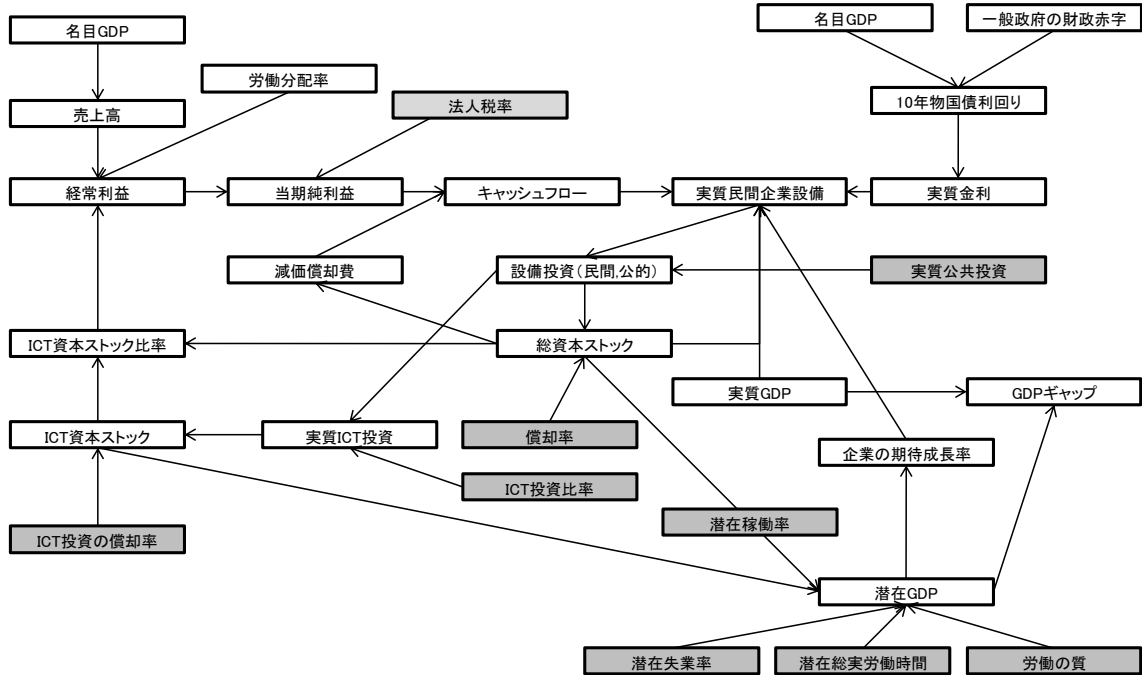 名目GDP
名目GDP
一般政府の財政赤字
労働分配率
売上高
法人税率
10年物国債利回り
経常利益
当期純利益
キャッシュフロー
実質民間企業設備
実質金利
減価償却費
設備投資(民間,公的)
実質公共投資
ICT資本ストック比率
総資本ストック
実質GDP
GDPギャップ
ICT資本ストック
実質ICT投資
償却率
企業の期待成長率
ICT投資比率
潜在稼働率
ICT投資の償却率
潜在GDP
潜在失業率
潜在総実労働時間
労働の質